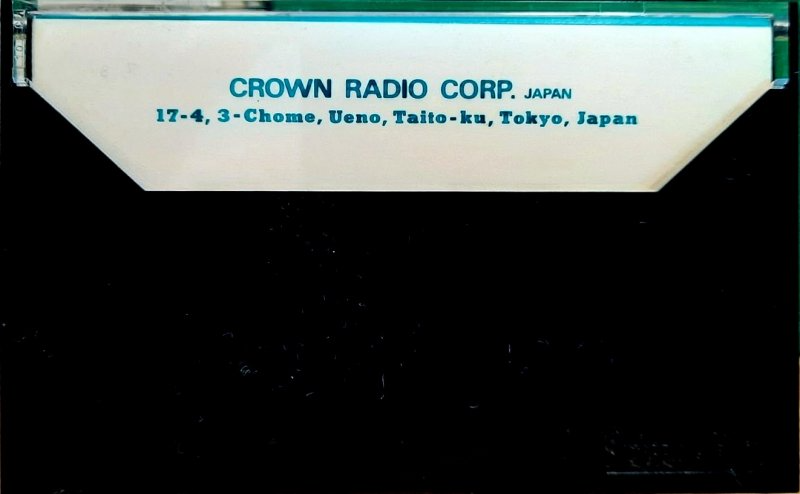 CROWN RADIO CORP. JAPAN
17-4, 3-Chome, Ueno, Taito-ku, Tokyo, Japan